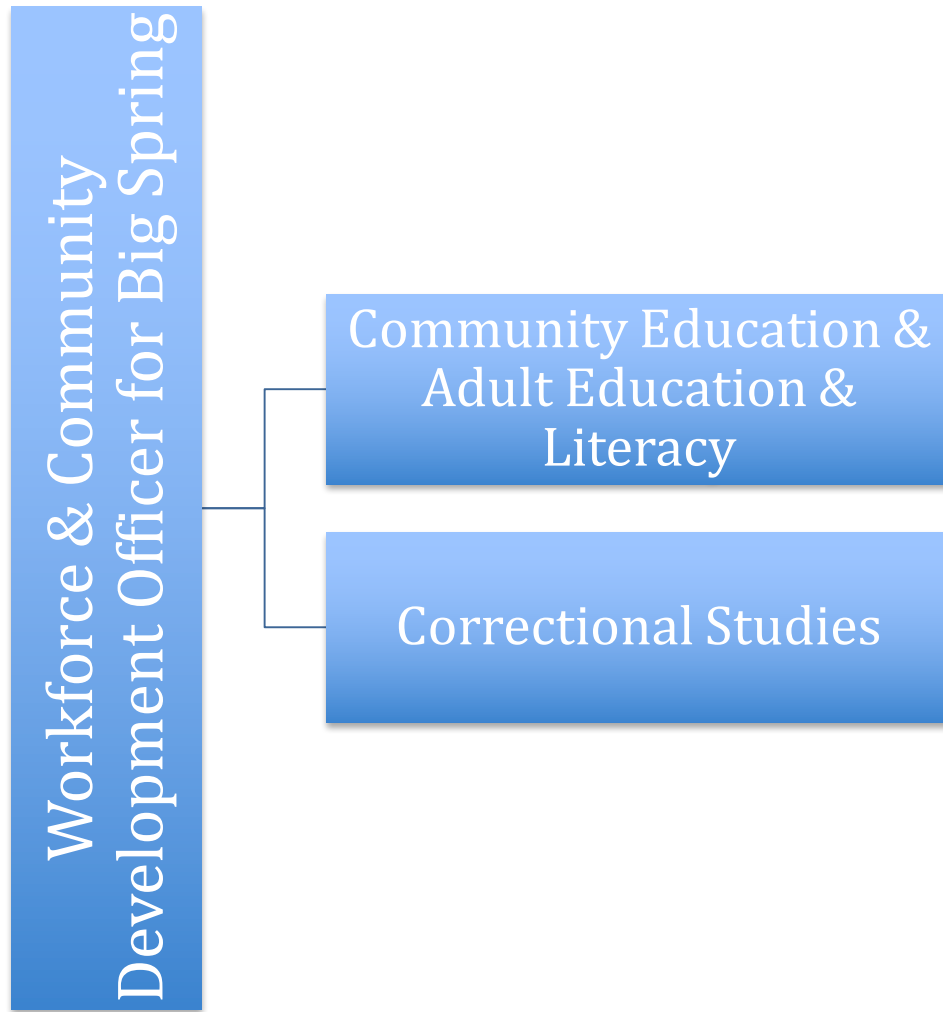 Workforce & Community
Development Officer for Big Spring
Community Education &
Adult Education &
Literacy
Correctional Studies